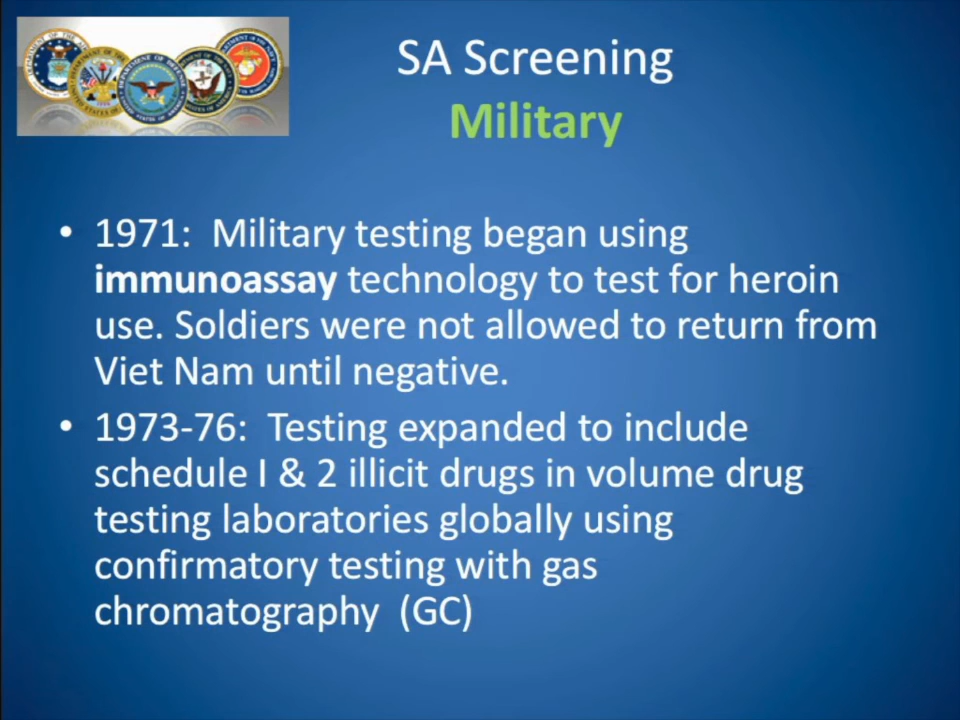 SA Screening
Military
• 1971:  Military testing began using
immunoassay technology to test for heroin
use. Soldiers were not allowed to return from
Viet Nam until negative.
• 1973-76:  Testing expanded to include
schedule I & 2 illicit drugs in volume drug
testing laboratories globally using
confirmatory testing with gas
chromatography  (GC)